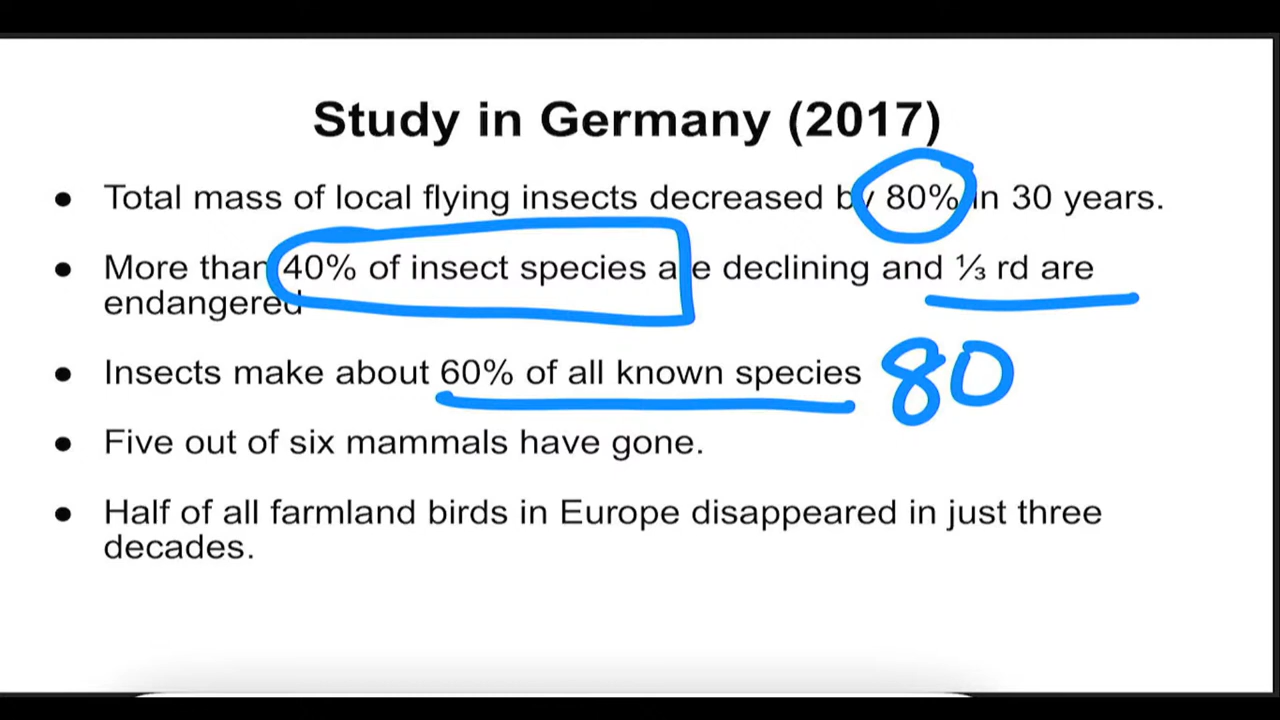 Study in Germany (2017)
● Total mass of local flying insects decreased by 80% in 30 years.
● More than 40% of insect species are declining and ⅓ rd are
endangered
● Insects make about 60% of all known species 80
● Five out of six mammals have gone.
● Half of all farmland birds in Europe disappeared in just three
decades.